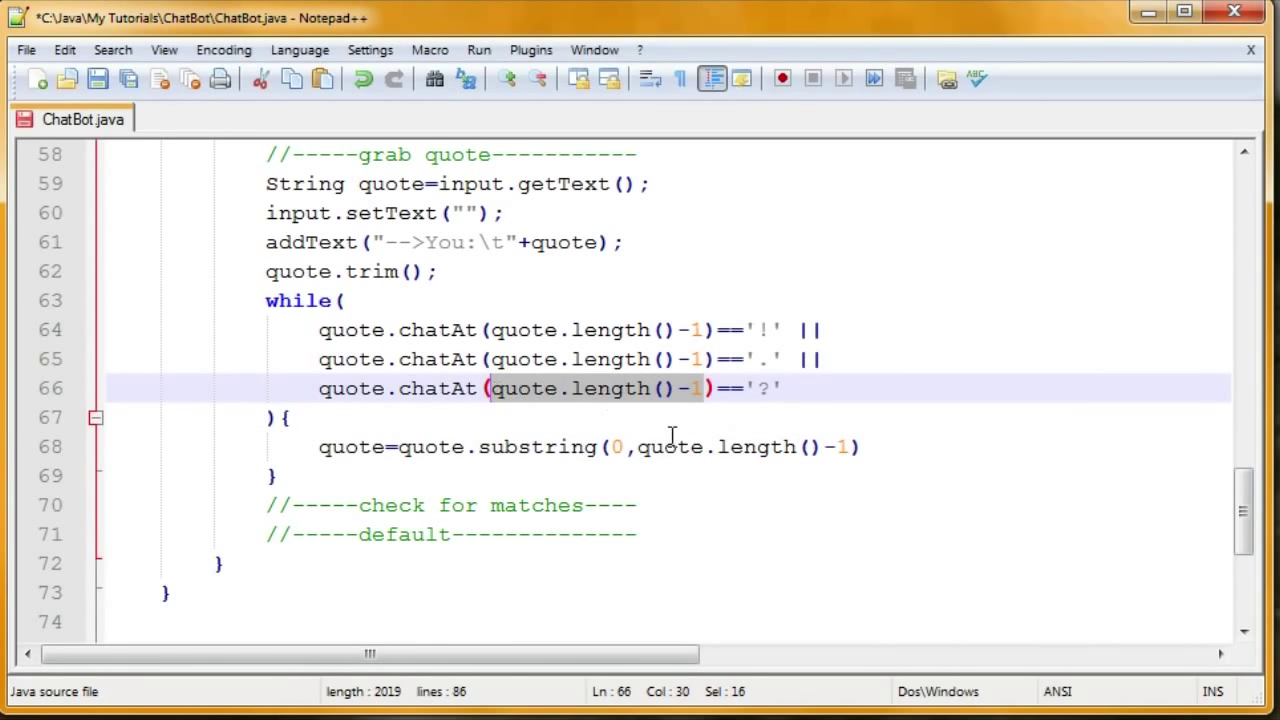 *C:\Java\My Tutorials\ChatBot\ChatBot.java - Notepad++
File Edit Search View Encoding Language Settings Macro Run Plugins Window ? X
ABC
ChatBot.java
58 //-----grab quote-----------
59 String quote=input.getText();
60 input.setText("");
61 addText("-->You:\t"+quote);
62 quote.trim();
63 while(
64 quote.chatAt(quote.length()-1)=='!' ||
65 quote.chatAt(quote.length()-1)=='.' ||
66 quote.chatAt(quote.length()-1)=='?'
67 ){
68 quote=quote.substring(0,quote.length()-1)
69 }
70 //-----check for matches----
71 //-----default--------------
72 }
73 }
74
Java source file length : 2019 lines : 86 Ln : 66 Col : 30 Sel : 16 Dos\Windows ANSI INS